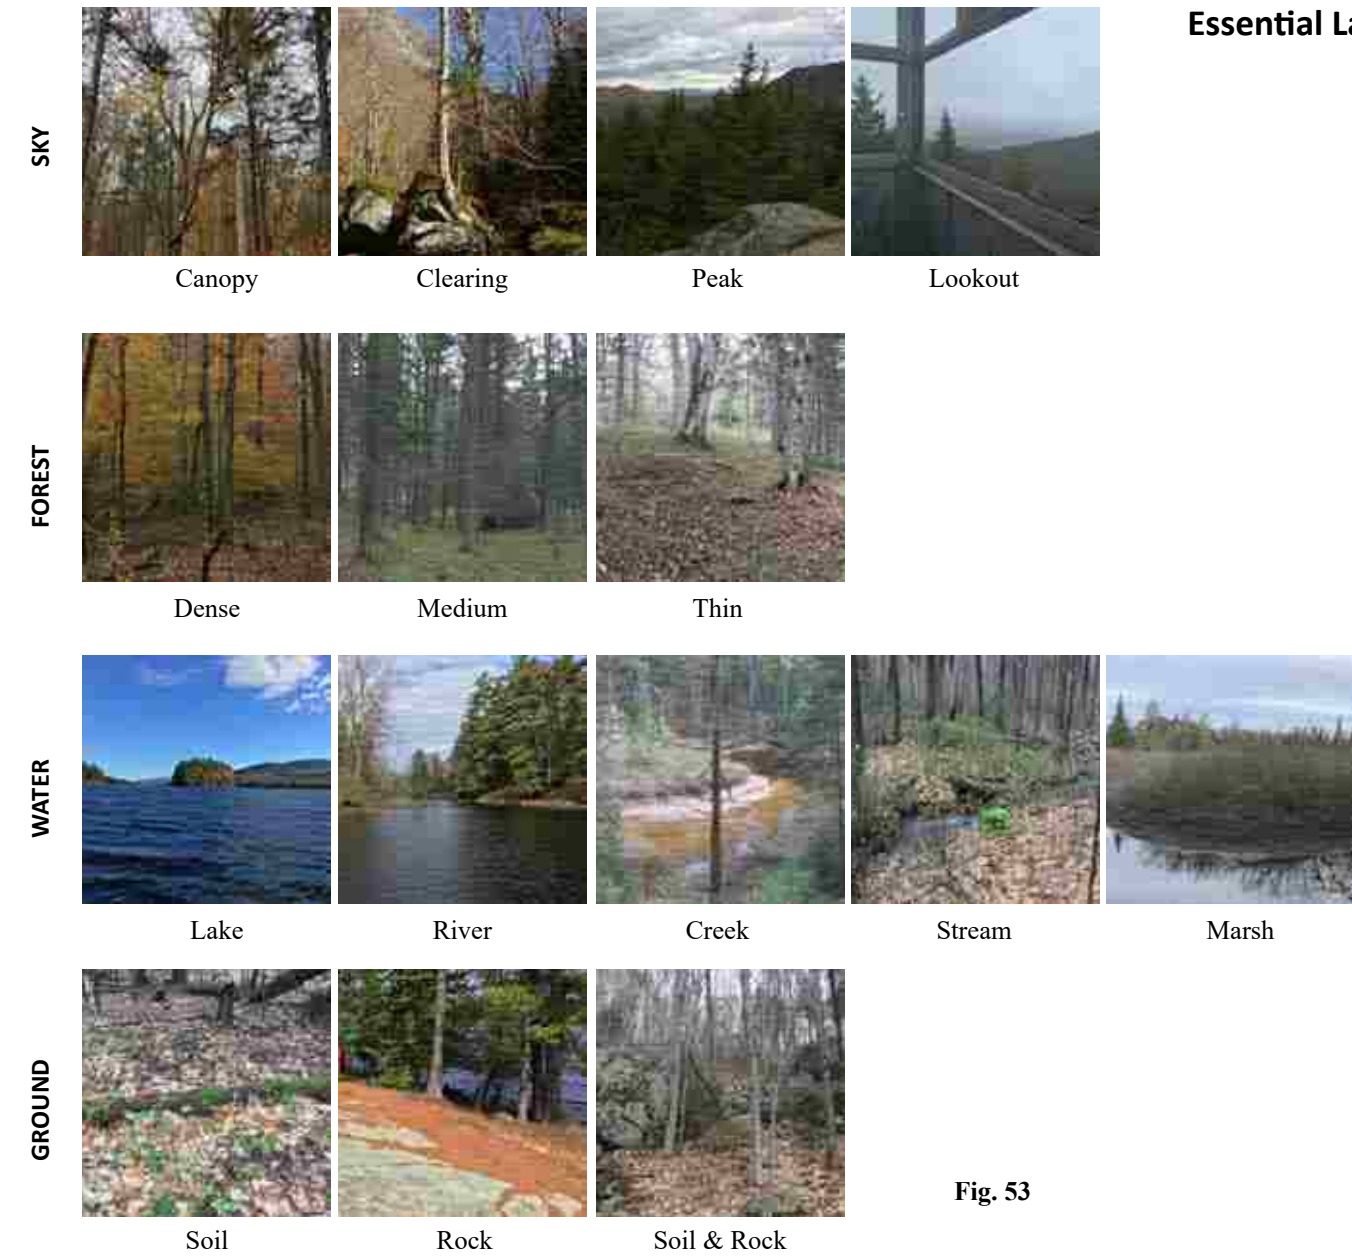 Essential La
SKY
Canopy
Clearing
Peak
Lookout
FOREST
Dense
Medium
Thin
WATER
Lake
River
Creek
Stream
Marsh
GROUND
Soil
Rock
Soil & Rock
Fig. 53